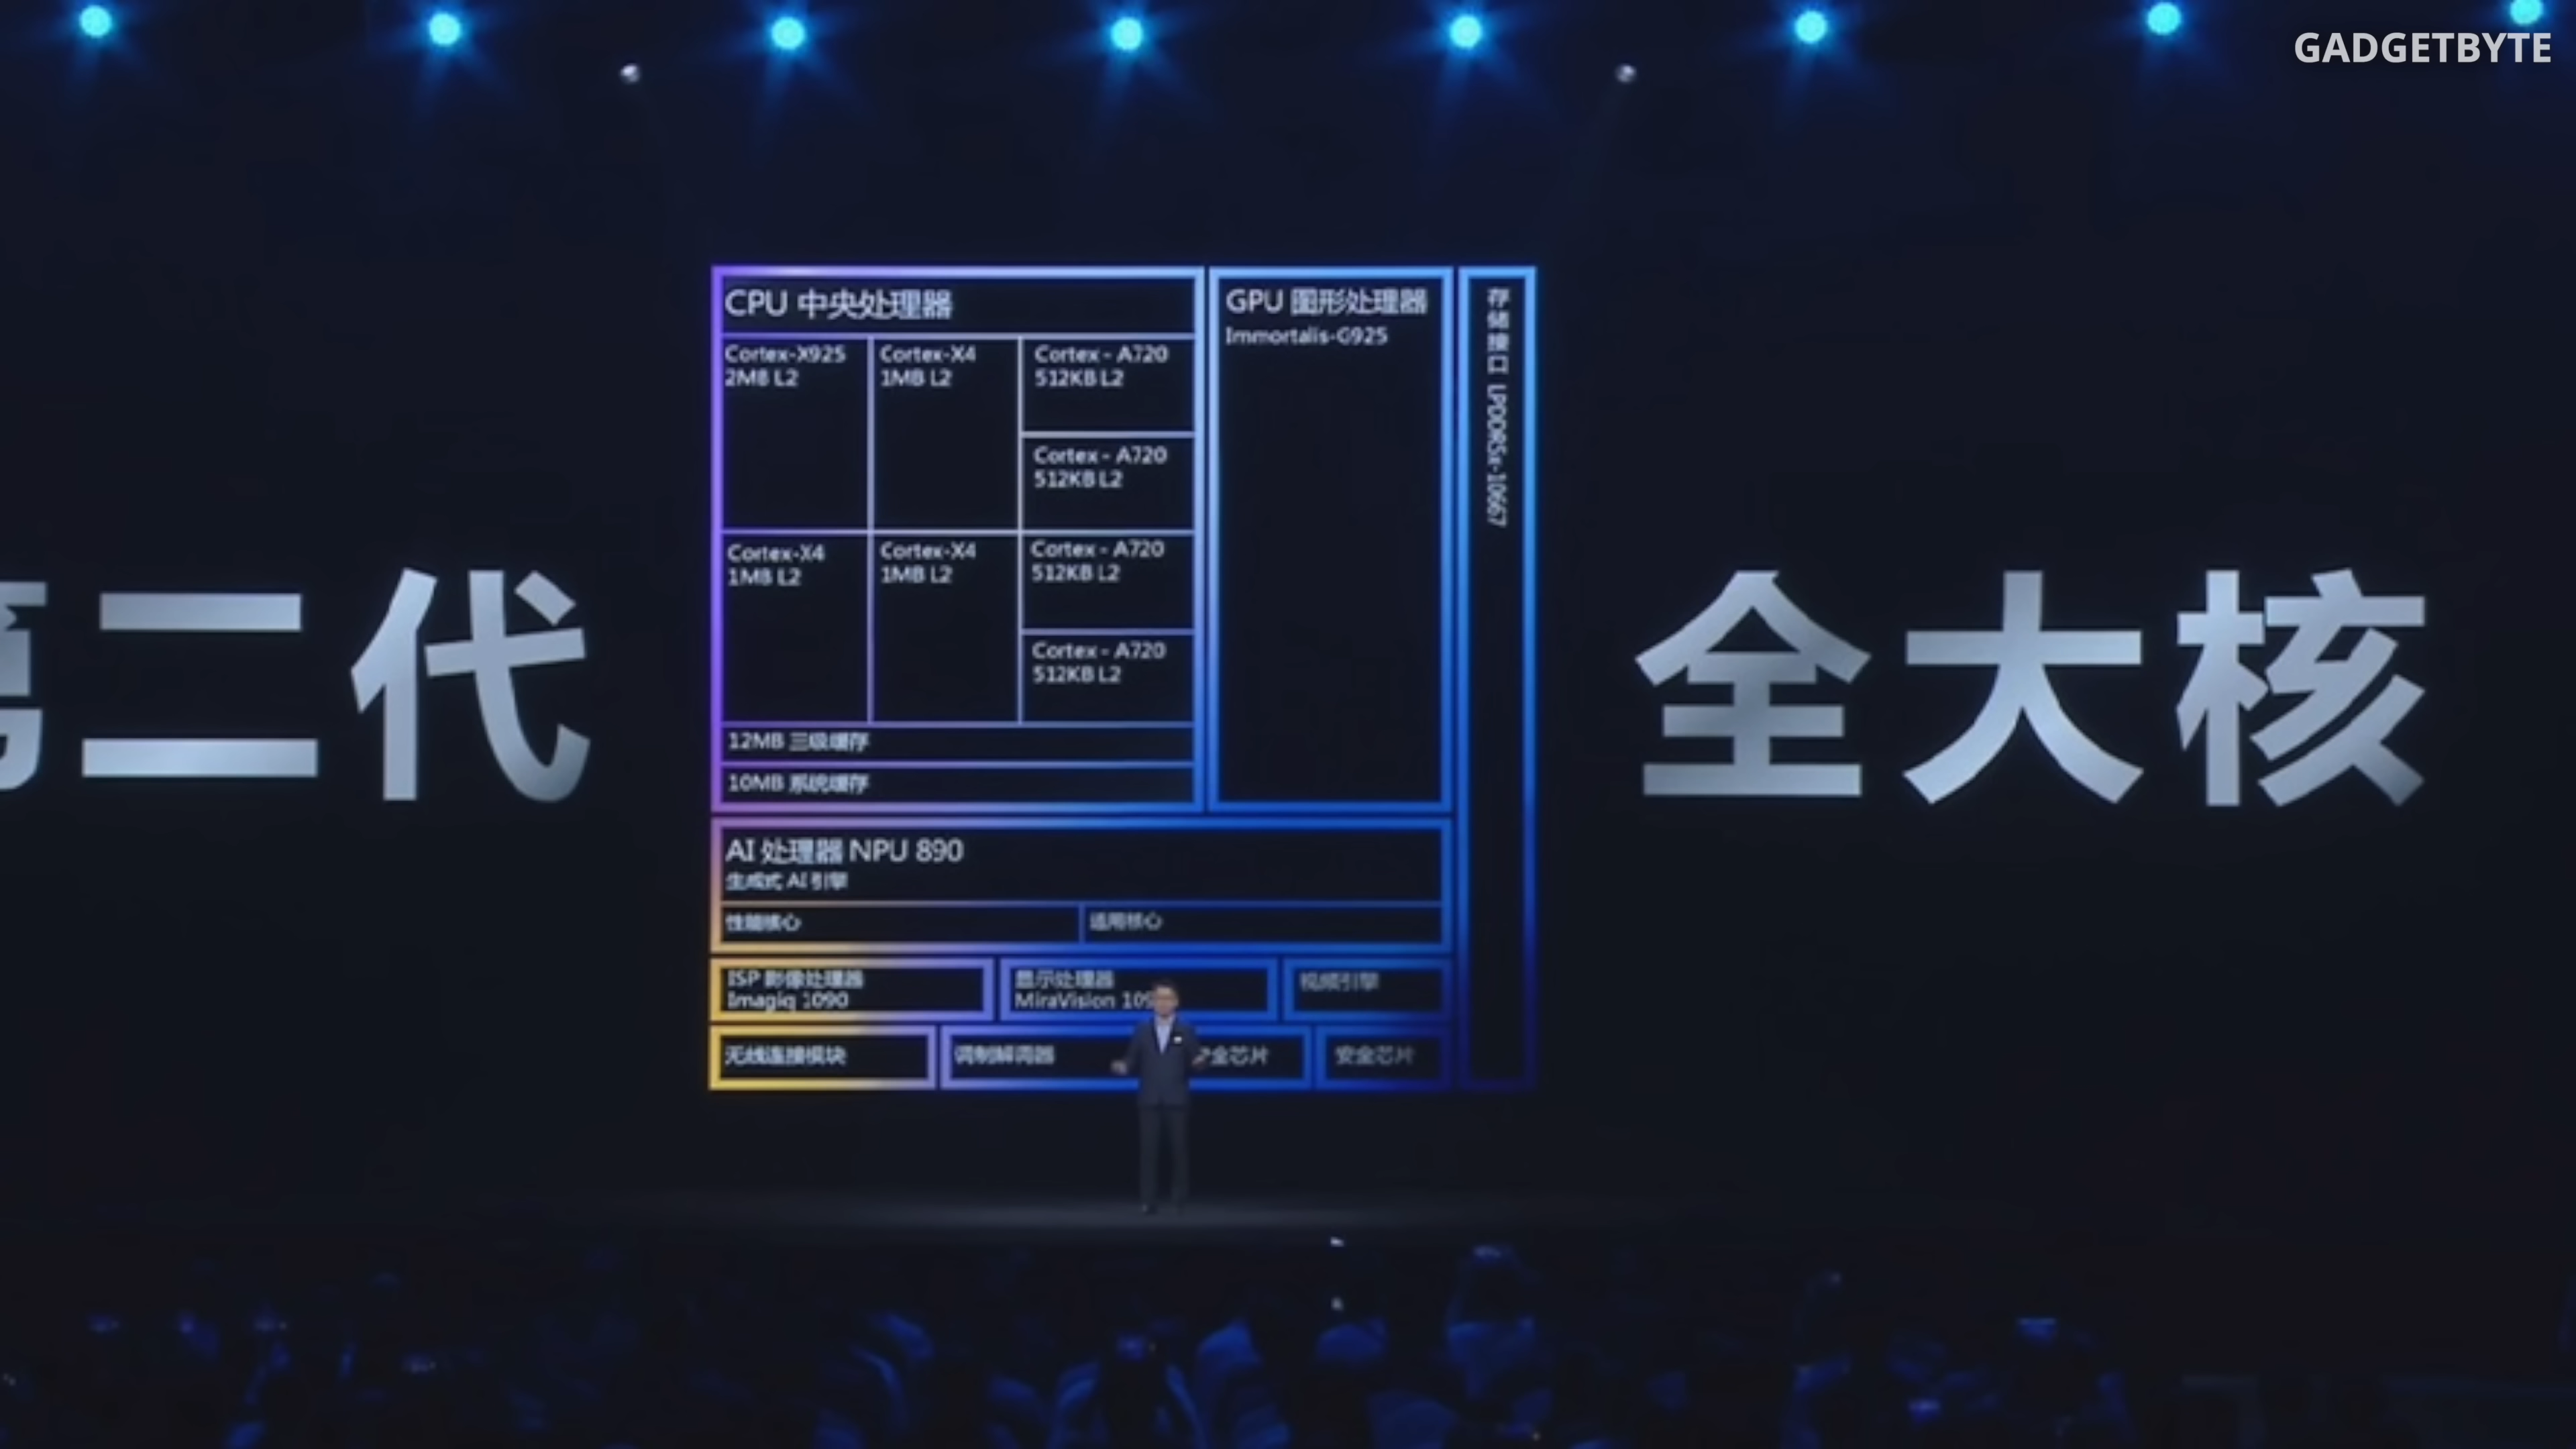 GADGETBYTE
第二代
全大核
CPU 中央处理器
Cortex-X925
2MB L2
Cortex-X4
1MB L2
Cortex - A720
512KB L2
Cortex - A720
512KB L2
Cortex-X4
1MB L2
Cortex-X4
1MB L2
Cortex - A720
512KB L2
Cortex - A720
512KB L2
12MB 三级缓存
10MB 系统缓存
GPU 图形处理器
Immortalis-G925
存储接口 LPDDR5x-10667
AI 处理器 NPU 890
生成式 AI 引擎
性能核心
通用核心
ISP 影像处理器
Imagiq 1090
显示处理器
MiraVision 109
视频引擎
无线连接模块
调制解调器
全芯片
安全芯片